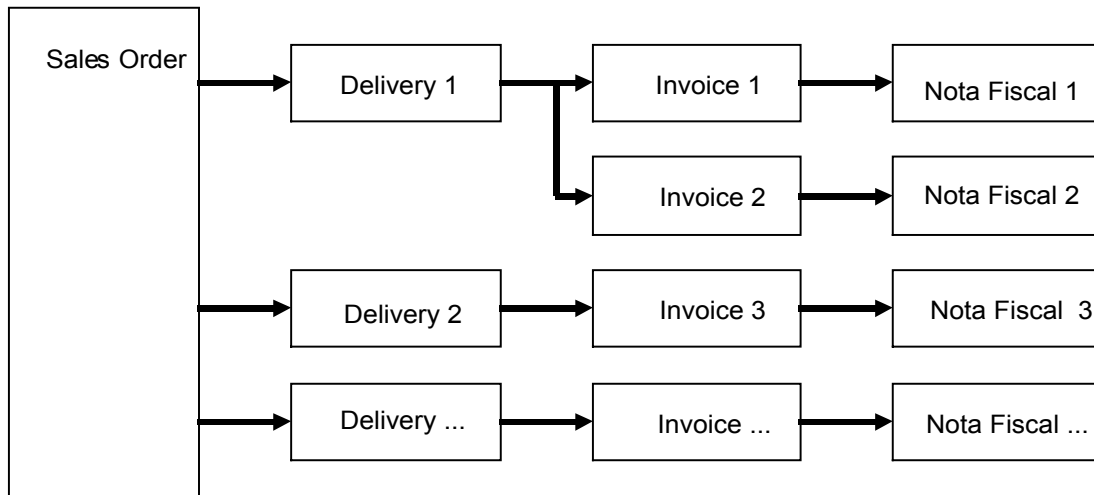 Sales Order
Delivery 1
Invoice 1
Nota Fiscal 1
Invoice 2
Nota Fiscal 2
Delivery 2
Invoice 3
Nota Fiscal 3
Delivery ...
Invoice ...
Nota Fiscal ...